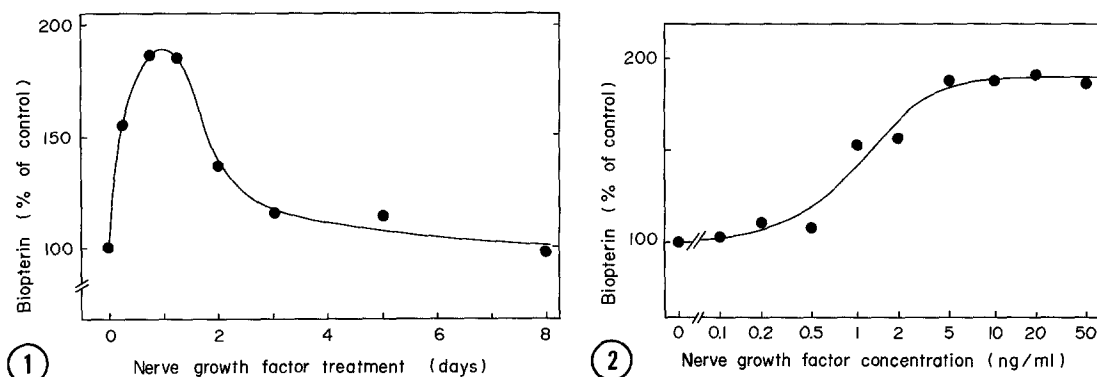 200
150
100
Biopterin (% of control)
0 2 4 6 8
Nerve growth factor treatment (days)
1
200
100
Biopterin (% of control)
0 0.1 0.2 0.5 1 2 5 10 20 50
Nerve growth factor concentration (ng/ml)
2